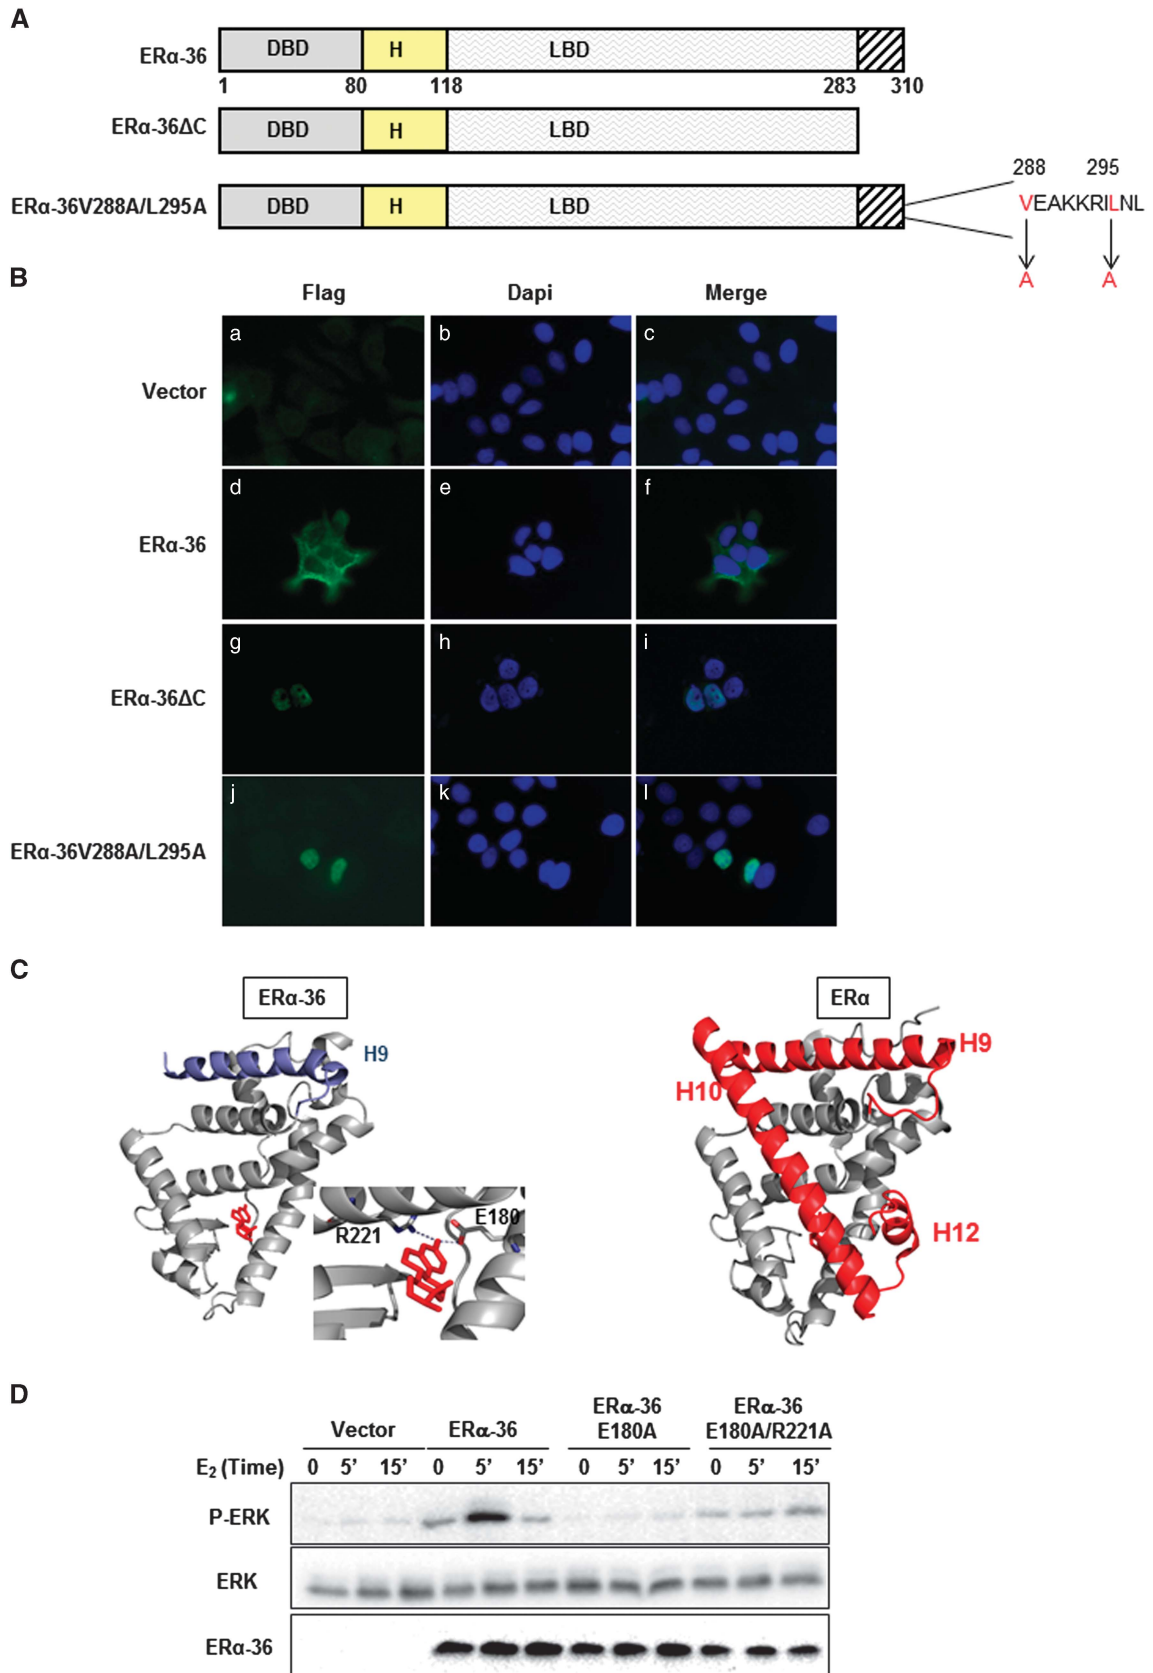 A
ERα-36
DBD
H
LBD
1
80
118
283
310
ERα-36ΔC
DBD
H
LBD
288
295
ERα-36V288A/L295A
DBD
H
LBD
VEAKKRILNL
A
A
B
Flag
Dapi
Merge
Vector
a
b
c
ERα-36
d
e
f
ERα-36ΔC
g
h
i
ERα-36V288A/L295A
j
k
l
C
ERα-36
ERα
H9
H9
H10
H12
R221
E180
D
Vector
ERα-36
ERα-36
E180A
ERα-36
E180A/R221A
E₂ (Time)
0 5’ 15’ 0 5’ 15’ 0 5’ 15’ 0 5’ 15’
P-ERK
ERK
ERα-36